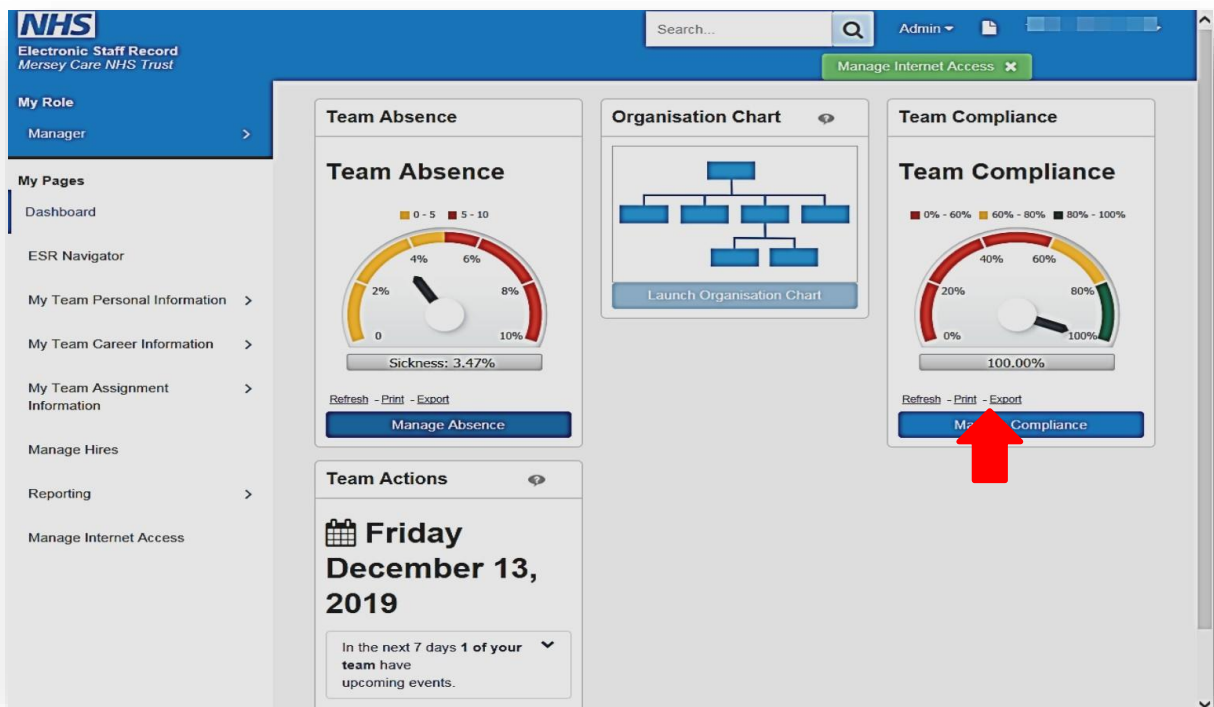 NHS
Electronic Staff Record
Mersey Care NHS Trust
Search...
Admin
Manage Internet Access ✖
My Role
Manager >
My Pages
Dashboard
ESR Navigator
My Team Personal Information >
My Team Career Information >
My Team Assignment >
Information
Manage Hires
Reporting >
Manage Internet Access
Team Absence
Team Absence
0 - 5 5 - 10
4% 6%
2% 8%
0 10%
Sickness: 3.47%
Refresh - Print - Export
Manage Absence
Organisation Chart
Launch Organisation Chart
Team Compliance
Team Compliance
0% - 60% 60% - 80% 80% - 100%
40% 60%
20% 80%
0% 100%
100.00%
Refresh - Print - Export
Compliance
Team Actions
Friday
December 13,
2019
In the next 7 days 1 of your
team have
upcoming events.